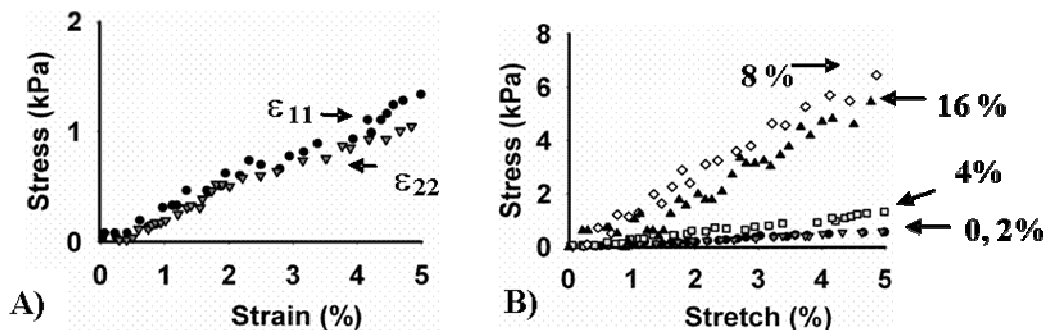 2
1
0
0 1 2 3 4 5
Stress (kPa)
Strain (%)
ε11
ε22
A)
8
6
4
2
0
0 1 2 3 4 5
Stress (kPa)
Stretch (%)
8 %
16 %
4%
0, 2%
B)